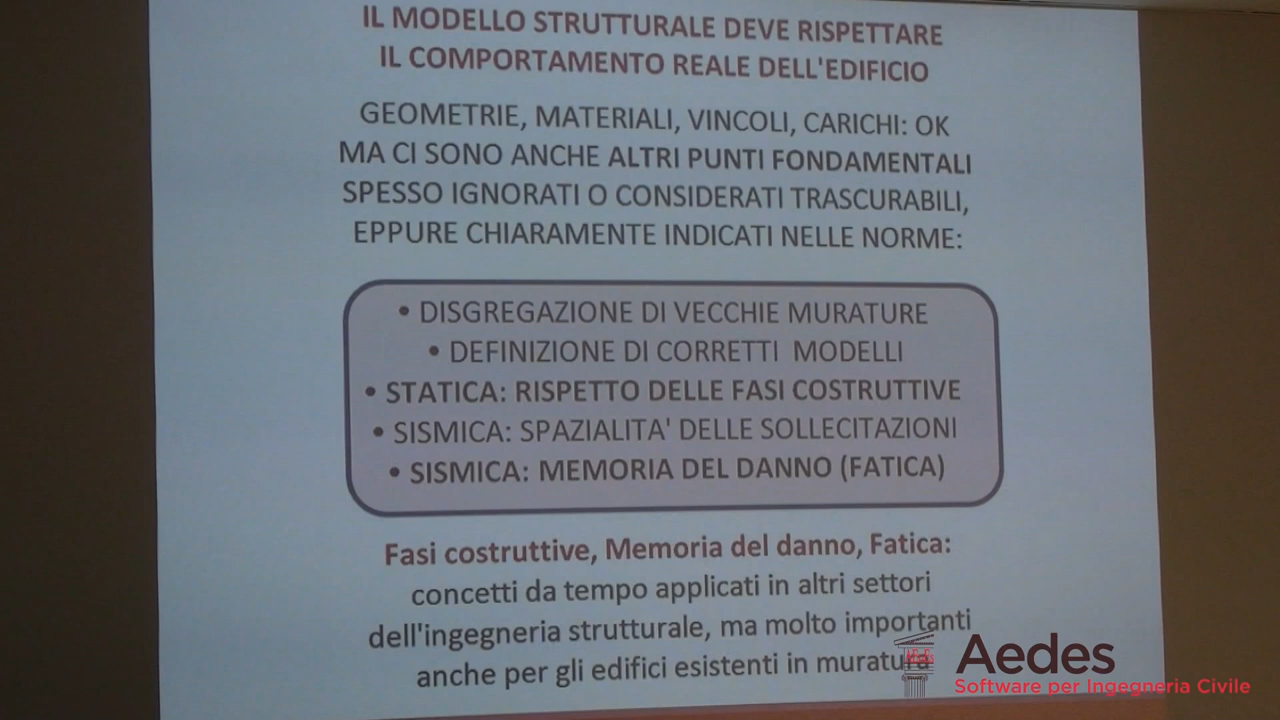 IL MODELLO STRUTTURALE DEVE RISPETTARE
IL COMPORTAMENTO REALE DELL'EDIFICIO
GEOMETRIE, MATERIALI, VINCOLI, CARICHI: OK
MA CI SONO ANCHE ALTRI PUNTI FONDAMENTALI
SPESSO IGNORATI O CONSIDERATI TRASCURABILI,
EPPURE CHIARAMENTE INDICATI NELLE NORME:
• DISGREGAZIONE DI VECCHIE MURATURE
• DEFINIZIONE DI CORRETTI MODELLI
• STATICA: RISPETTO DELLE FASI COSTRUTTIVE
• SISMICA: SPAZIALITA' DELLE SOLLECITAZIONI
• SISMICA: MEMORIA DEL DANNO (FATICA)
Fasi costruttive, Memoria del danno, Fatica:
concetti da tempo applicati in altri settori
dell'ingegneria strutturale, ma molto importanti
anche per gli edifici esistenti in muratura
Aedes
Software per Ingegneria Civile